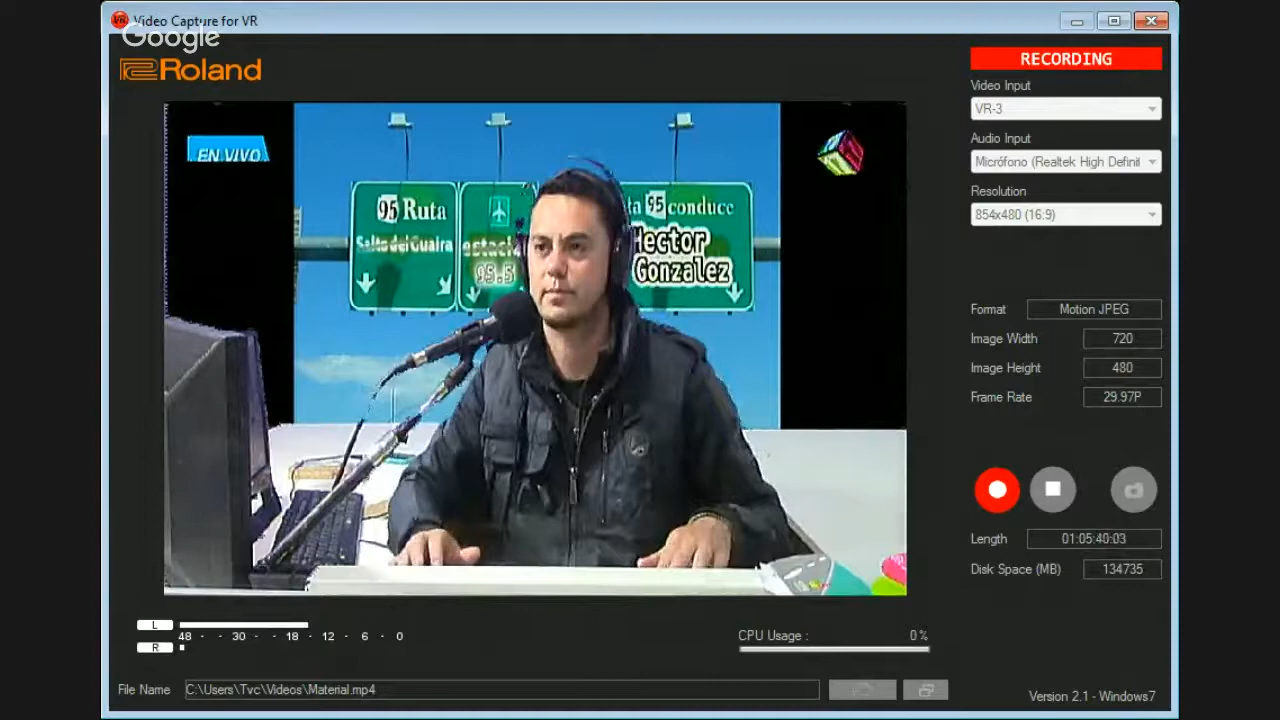 Video Capture for VR
Google
Roland
RECORDING
Video Input
VR-3
Audio Input
Micrófono (Realtek High Definit
Resolution
854x480 (16:9)
EN VIVO
95 Ruta
Salto del Guaira
estació
95.5
ta 95 conduce
Hector
Gonzalez
Format Motion JPEG
Image Width 720
Image Height 480
Frame Rate 29.97P
Length 01:05:40:03
Disk Space (MB) 134735
L
48 - - 30 - - 18 - 12 - 6 - 0
R
CPU Usage : 0 %
File Name C:\Users\Tvc\Videos\Material.mp4
Version 2.1 - Windows7